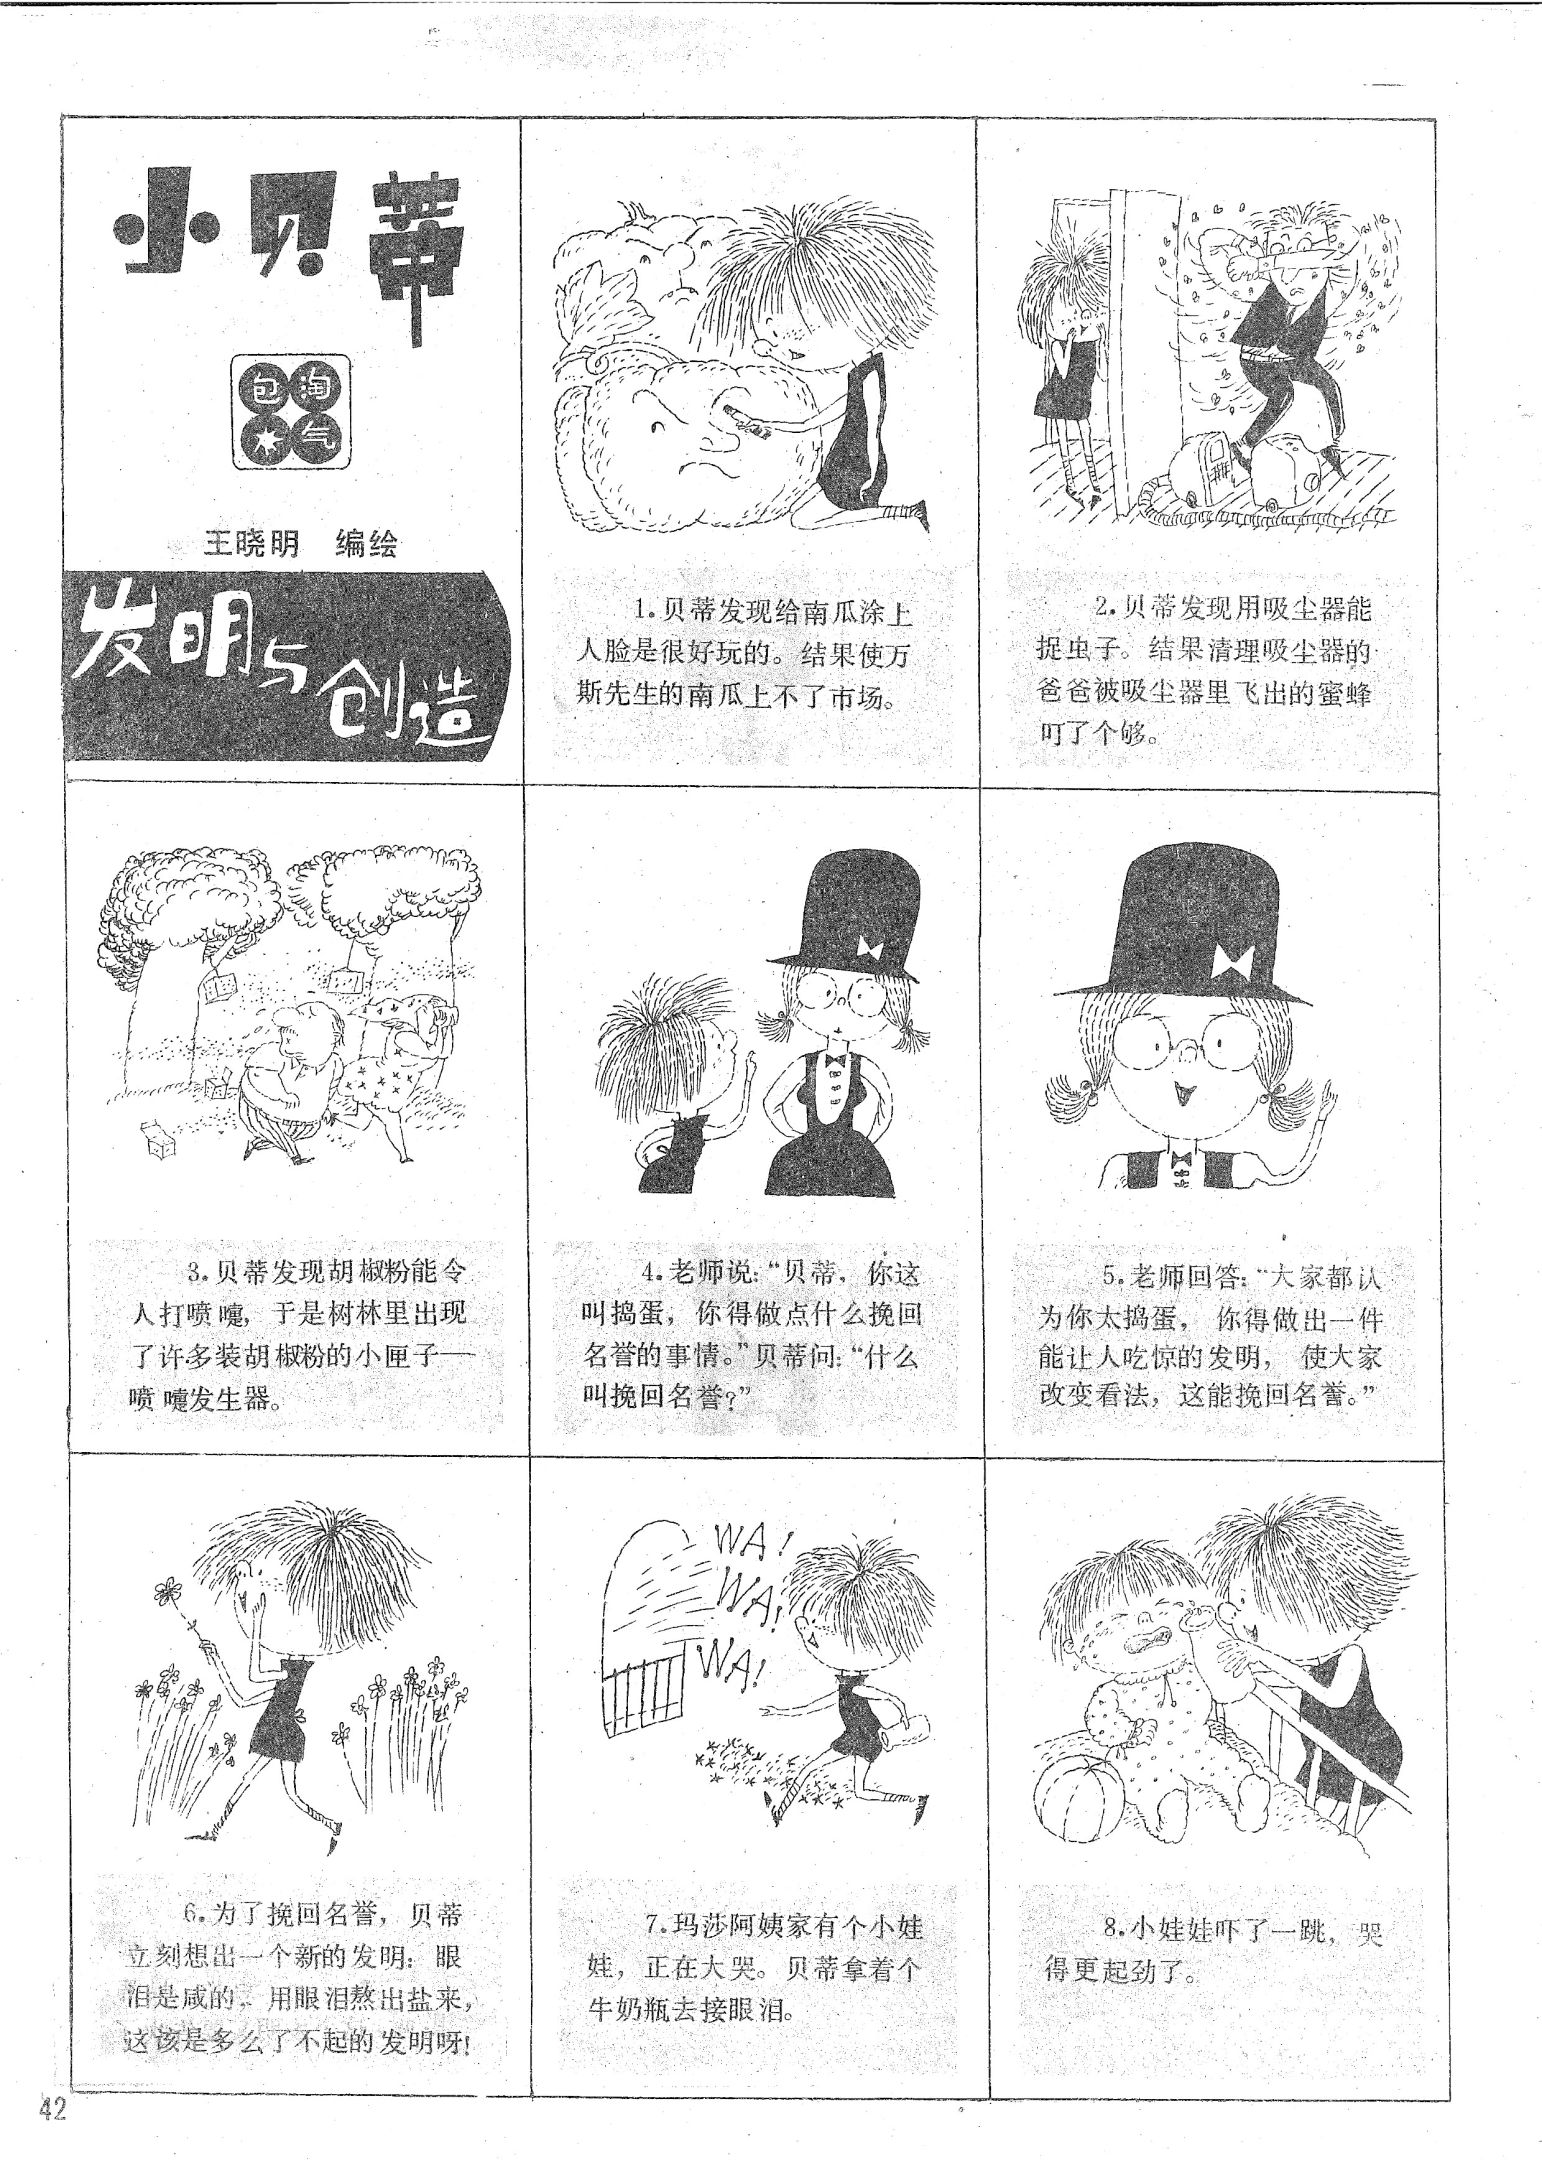 小贝蒂
淘气
包
王晓明 编绘
发明与创造
1.贝蒂发现给南瓜涂上
人脸是很好玩的。结果使万
斯先生的南瓜上不了市场。
2.贝蒂发现用吸尘器能
捉虫子。结果清理吸尘器的
爸爸被吸尘器里飞出的蜜蜂
叮了个够。
3.贝蒂发现胡椒粉能令
人打喷嚏，于是树林里出现
了许多装胡椒粉的小匣子——
喷嚏发生器。
4.老师说：“贝蒂，你这
叫捣蛋，你得做点什么挽回
名誉的事情。”贝蒂问：“什么
叫挽回名誉？”
5.老师回答：“大家都认
为你太捣蛋，你得做出一件
能让人吃惊的发明，使大家
改变看法，这能挽回名誉。”
6.为了挽回名誉，贝蒂
立刻想出一个新的发明：眼
泪是咸的，用眼泪熬出盐来，
这该是多么了不起的发明呀！
WA!
WA!
WA!
7.玛莎阿姨家有个小娃
娃，正在大哭。贝蒂拿着个
牛奶瓶去接眼泪。
8.小娃娃吓了一跳，哭
得更起劲了。
42